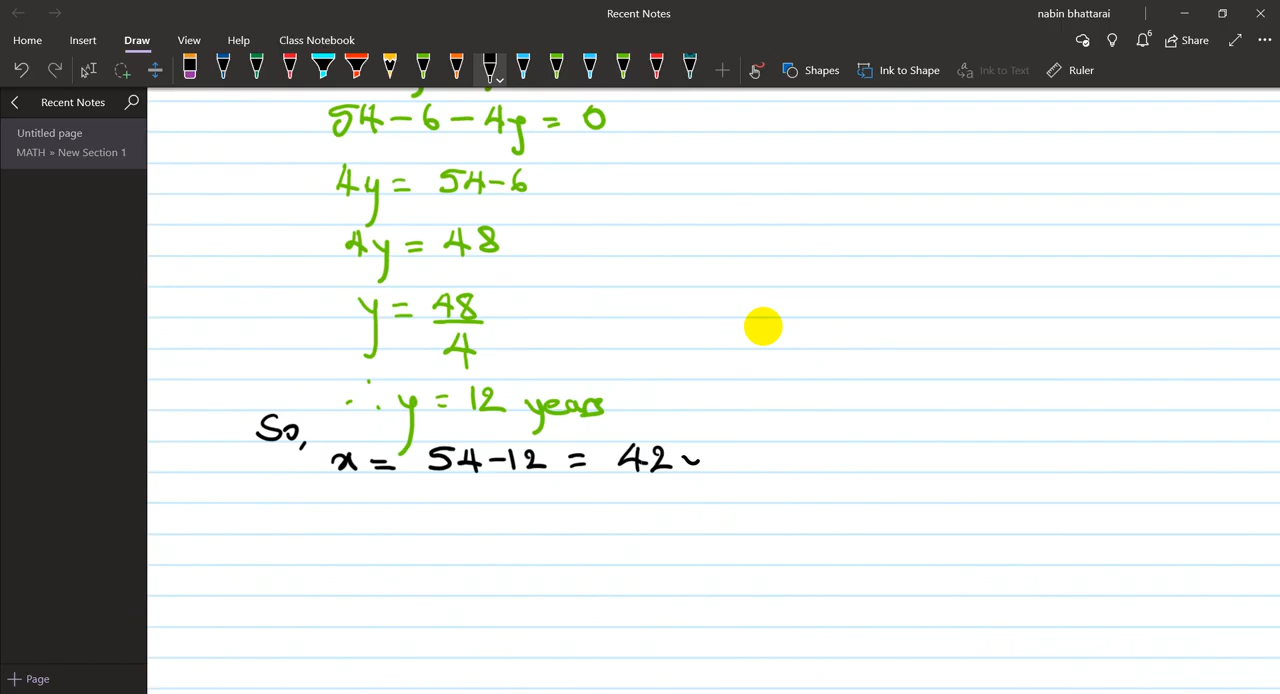 Recent Notes
nabin bhattarai
Home Insert Draw View Help Class Notebook
6
Share
Shapes Ink to Shape Ink to Text Ruler
Recent Notes
Untitled page
MATH » New Section 1
54 - 6 - 4y = 0
4y = 54 - 6
4y = 48
y = 48/4
∴ y = 12 years
So,
x = 54 - 12 = 42
Page